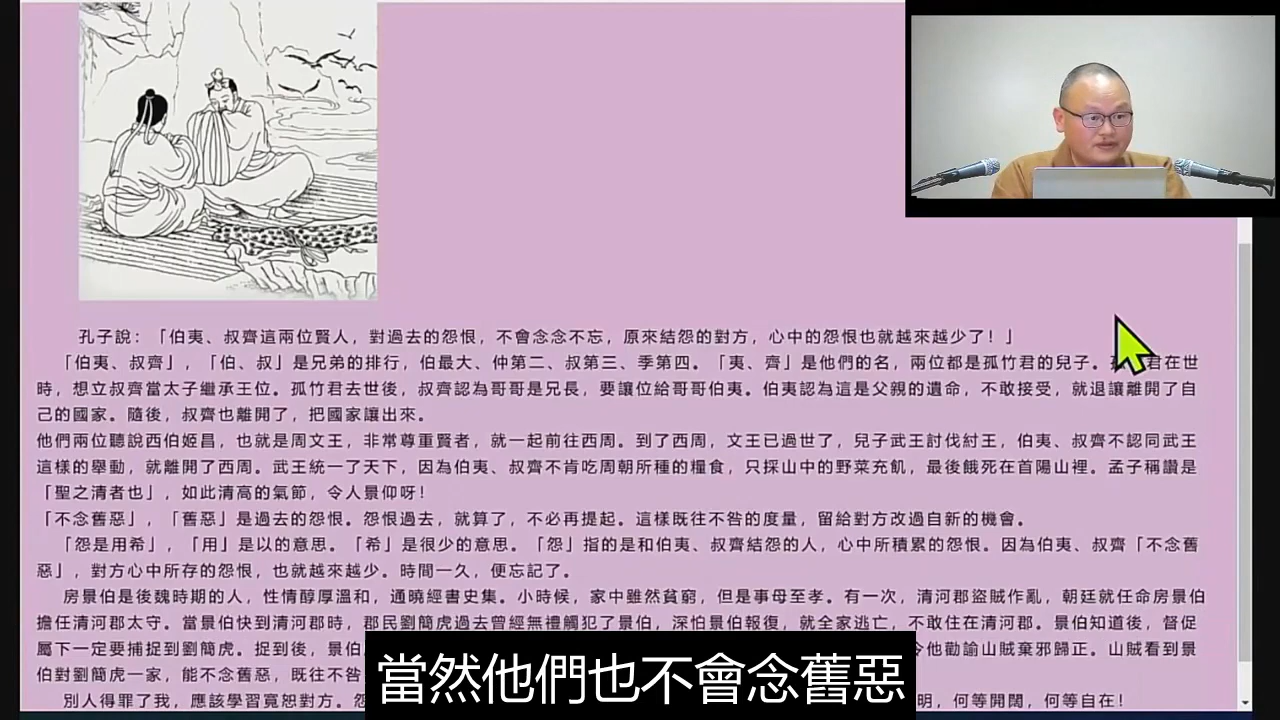 孔子說：「伯夷、叔齊這兩位賢人，對過去的怨恨，不會念念不忘，原來結怨的對方，心中的怨恨也就越來越少了！」
「伯夷、叔齊」，「伯、叔」是兄弟的排行，伯最大、仲第二、叔第三、季第四。「夷、齊」是他們的名，兩位都是孤竹君的兒子。孤竹君在世
時，想立叔齊當太子繼承王位。孤竹君去世後，叔齊認為哥哥是兄長，要讓位給哥哥伯夷。伯夷認為這是父親的遺命，不敢接受，就退讓離開了自
己的國家。隨後，叔齊也離開了，把國家讓出來。
他們兩位聽說西伯姬昌，也就是周文王，非常尊重賢者，就一起前往西周。到了西周，文王已過世了，兒子武王討伐紂王，伯夷、叔齊不認同武王
這樣的舉動，就離開了西周。武王統一了天下，因為伯夷、叔齊不肯吃周朝所種的糧食，只採山中的野菜充飢，最後餓死在首陽山裡。孟子稱讚是
「聖之清者也」，如此清高的氣節，令人景仰呀！
「不念舊惡」，「舊惡」是過去的怨恨。怨恨過去，就算了，不必再提起。這樣既往不咎的度量，留給對方改過自新的機會。
「怨是用希」，「用」是以的意思。「希」是很少的意思。「怨」指的是和伯夷、叔齊結怨的人，心中所積累的怨恨。因為伯夷、叔齊「不念舊
惡」，對方心中所存的怨恨，也就越來越少。時間一久，便忘記了。
房景伯是後魏時期的人，性情醇厚溫和，通曉經書史集。小時候，家中雖然貧窮，但是事母至孝。有一次，清河郡盜賊作亂，朝廷就任命房景伯
擔任清河郡太守。當景伯快到清河郡時，郡民劉簡虎過去曾經無禮觸犯了景伯，深怕景伯報復，就全家逃亡，不敢住在清河郡。景伯知道後，督促
屬下一定要捕捉到劉簡虎。捉到後，景伯 令他勸諭山賊棄邪歸正。山賊看到景
伯對劉簡虎一家，能不念舊惡，既往不咎
別人得罪了我，應該學習寬恕對方。怨 明，何等開闊，何等自在！
當然他們也不會念舊惡